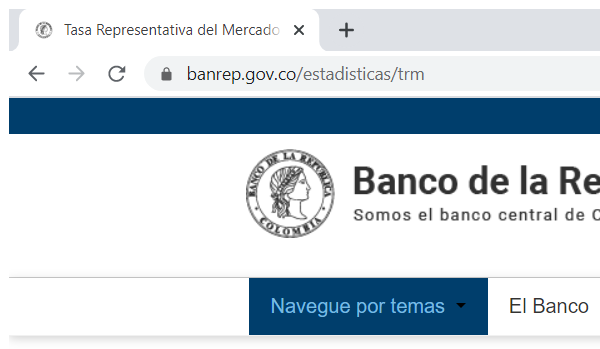 Tasa Representativa del Mercado
banrep.gov.co/estadisticas/trm
BANCO DE LA REPUBLICA
COLOMBIA
Banco de la Re
Somos el banco central de C
Navegue por temas
El Banco